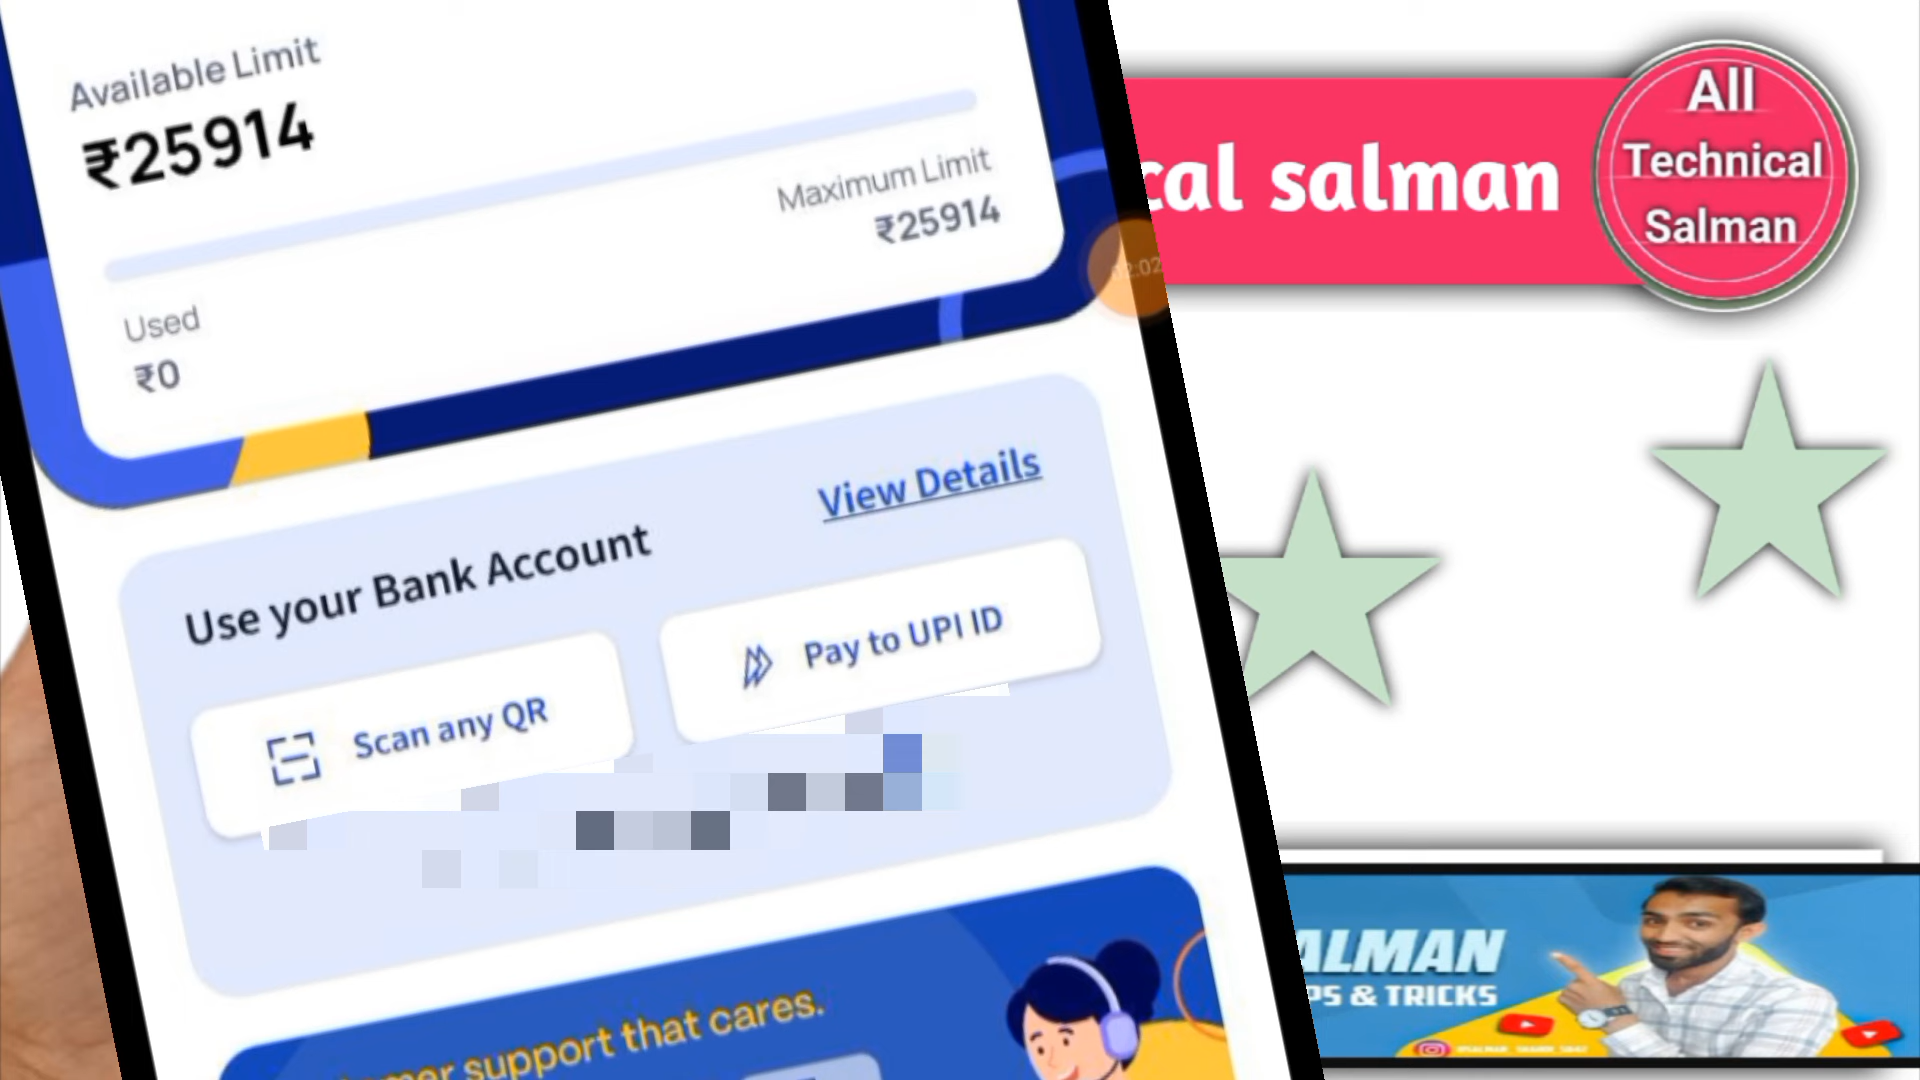 Available Limit
₹25914
Maximum Limit
₹25914
Used
₹0
View Details
Use your Bank Account
Scan any QR
Pay to UPI ID
support that cares.
cal salman
All
Technical
Salman
ALMAN
PS & TRICKS